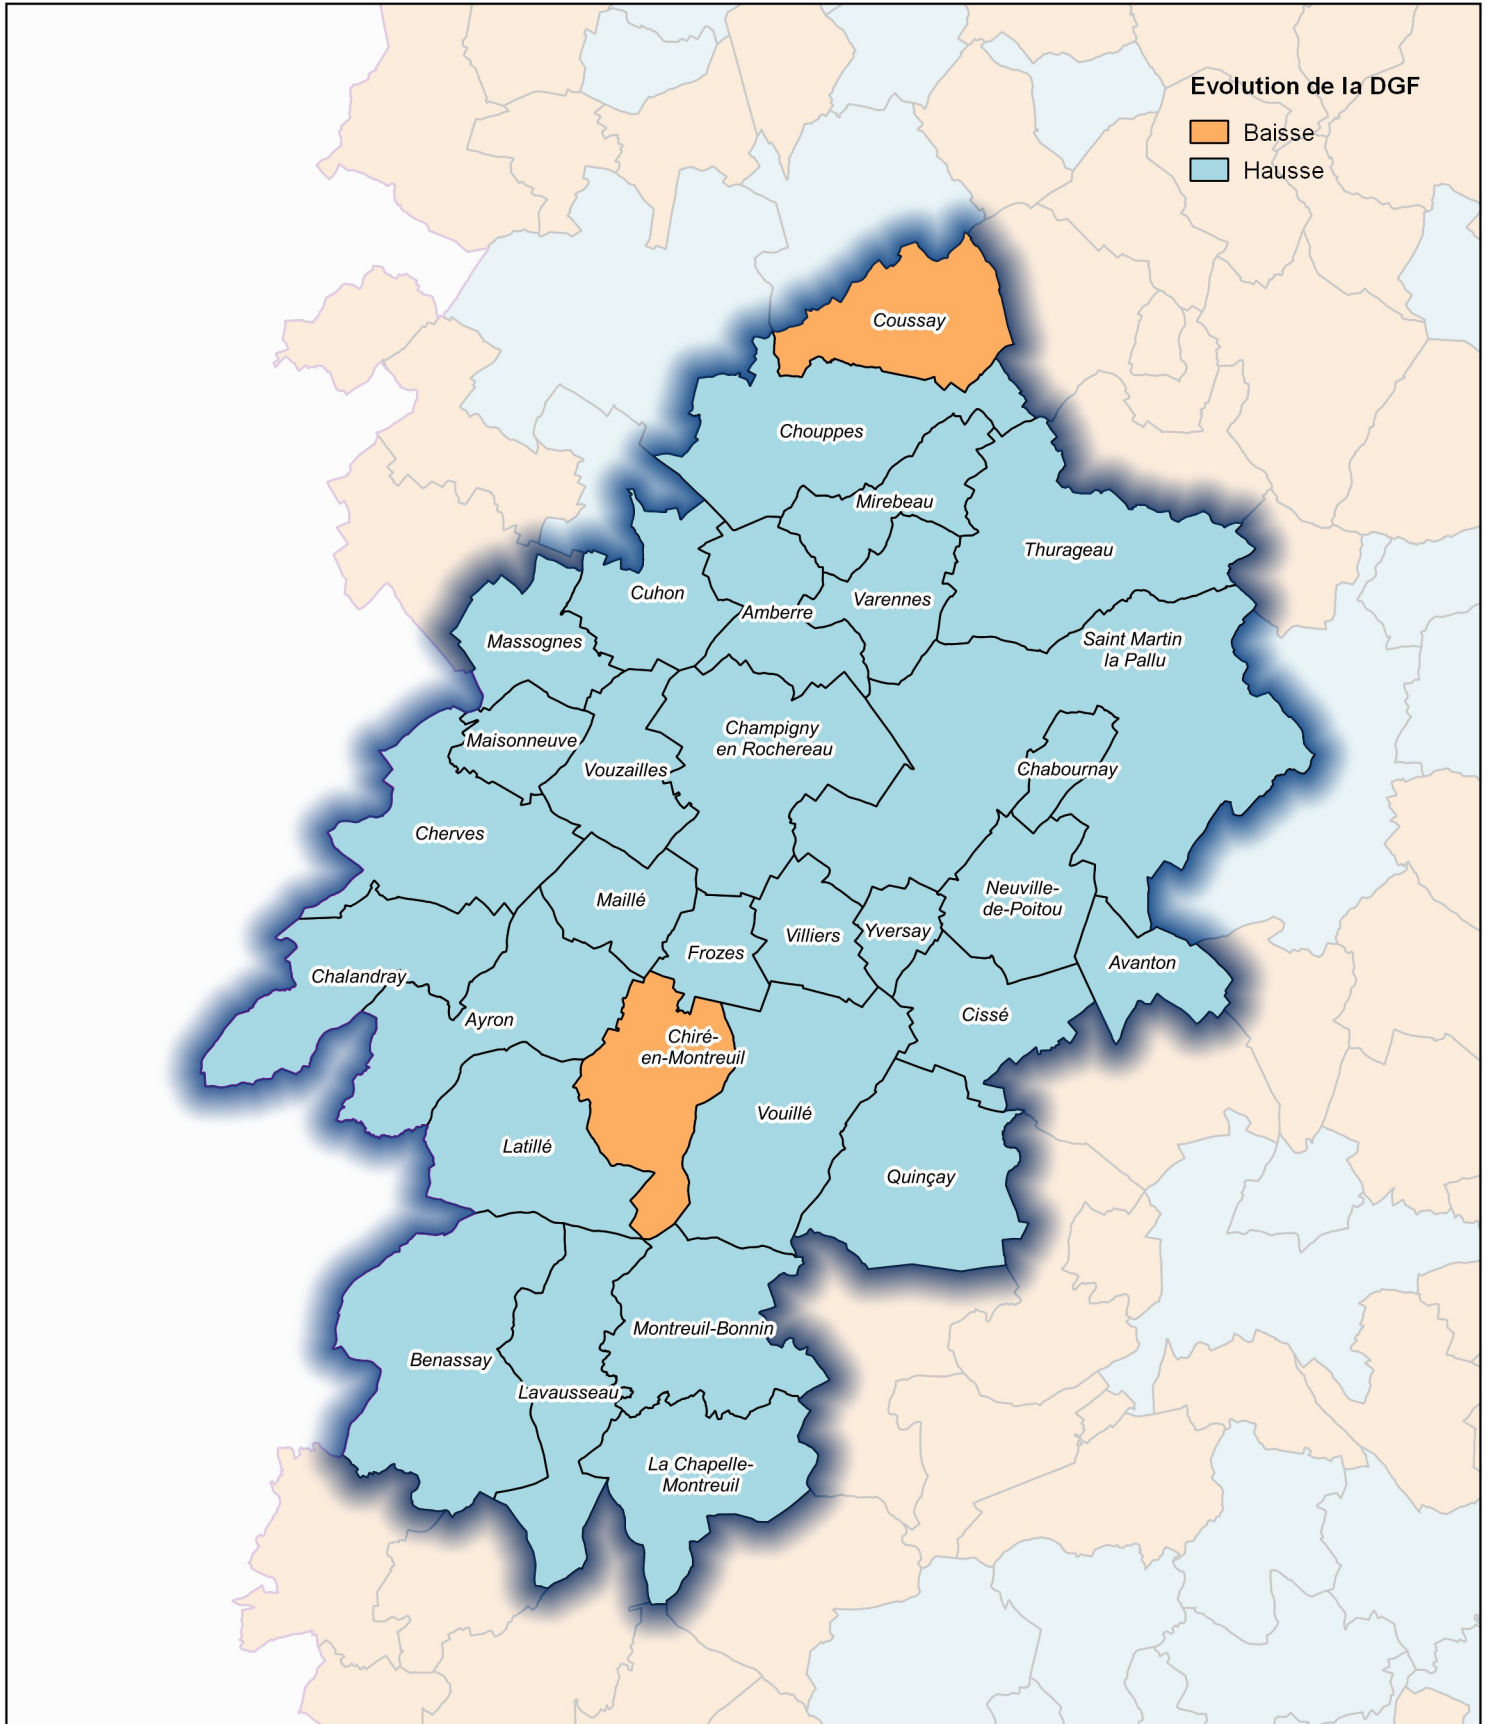 Evolution de la DGF
Baisse
Hausse
Coussay
Chouppes
Mirebeau
Thurageau
Cuhon
Varennes
Amberre
Massognes
Saint Martin
la Pallu
Champigny
en Rochereau
Maisonneuve
Vouzailles
Chabournay
Cherves
Neuville-
de-Poitou
Maillé
Villiers
Yversay
Frozes
Avanton
Chalandray
Cissé
Ayron
Chiré-
en-Montreuil
Vouillé
Latillé
Quinçay
Montreuil-Bonnin
Benassay
Lavausseau
La Chapelle-
Montreuil